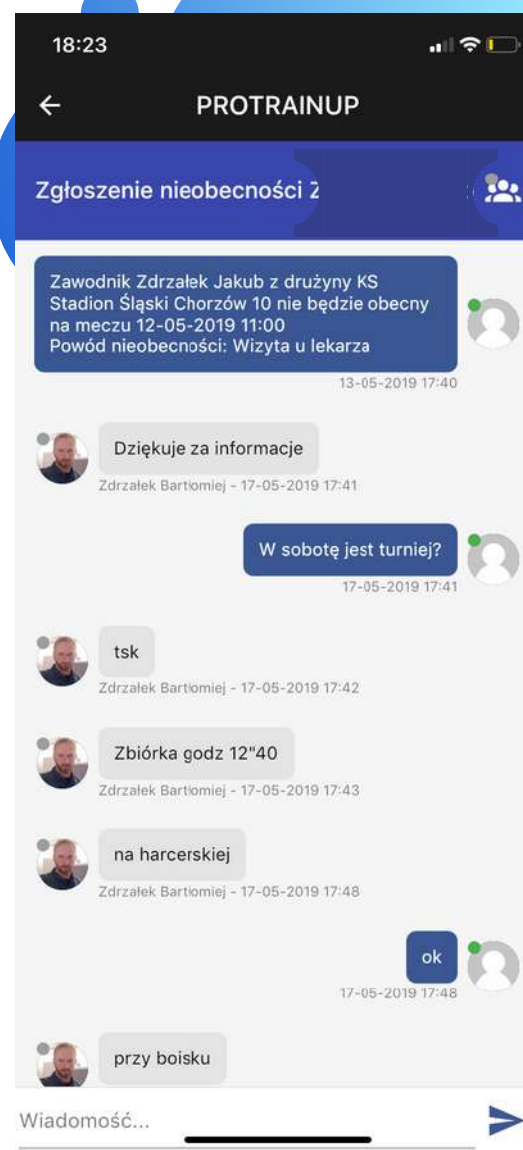 18:23
PROTRAINUP
Zgłoszenie nieobecności Z
Zawodnik Zdrzałek Jakub z drużyny KS
Stadion Śląski Chorzów 10 nie będzie obecny
na meczu 12-05-2019 11:00
Powód nieobecności: Wizyta u lekarza
13-05-2019 17:40
Dziękuje za informacje
Zdrzałek Bartłomiej - 17-05-2019 17:41
W sobotę jest turniej?
17-05-2019 17:41
tsk
Zdrzałek Bartłomiej - 17-05-2019 17:42
Zbiórka godz 12"40
Zdrzałek Bartłomiej - 17-05-2019 17:43
na harcerskiej
Zdrzałek Bartłomiej - 17-05-2019 17:48
ok
17-05-2019 17:48
przy boisku
Wiadomość...